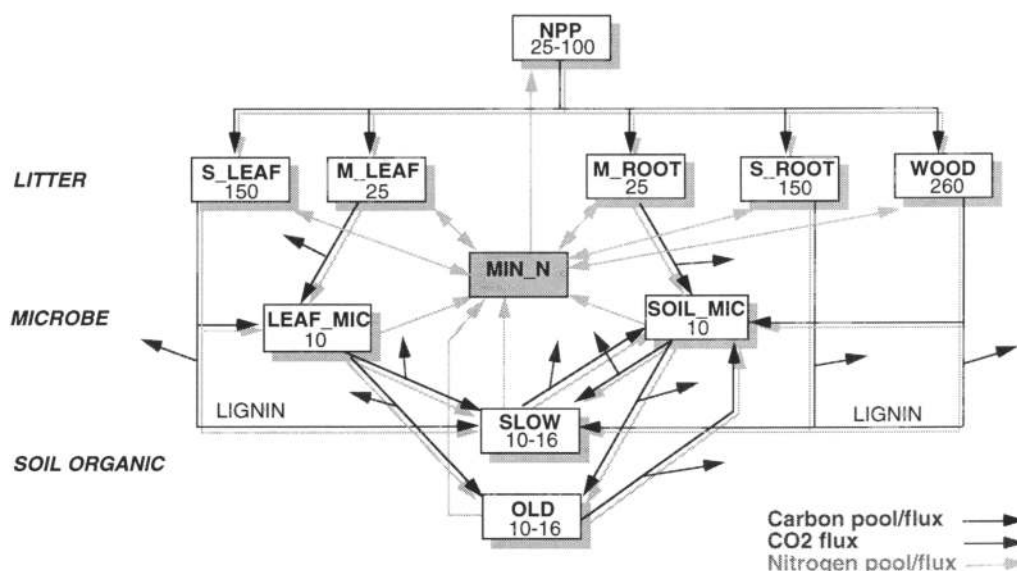 NPP
25-100
LITTER
S_LEAF
150
M_LEAF
25
M_ROOT
25
S_ROOT
150
WOOD
260
MIN_N
MICROBE
LEAF_MIC
10
SOIL_MIC
10
LIGNIN
SLOW
10-16
LIGNIN
SOIL ORGANIC
OLD
10-16
Carbon pool/flux
CO2 flux
Nitrogen pool/flux